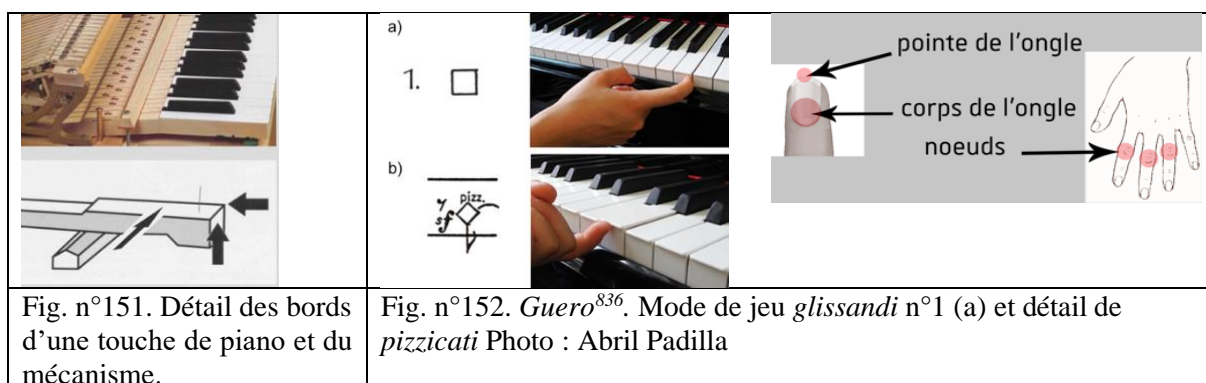 a)
1.
b)
pizz.
sf
pointe de l'ongle
corps de l'ongle
noeuds
Fig. n°151. Détail des bords
d'une touche de piano et du
mécanisme.
Fig. n°152. Guero836. Mode de jeu glissandi n°1 (a) et détail de
pizzicati Photo : Abril Padilla